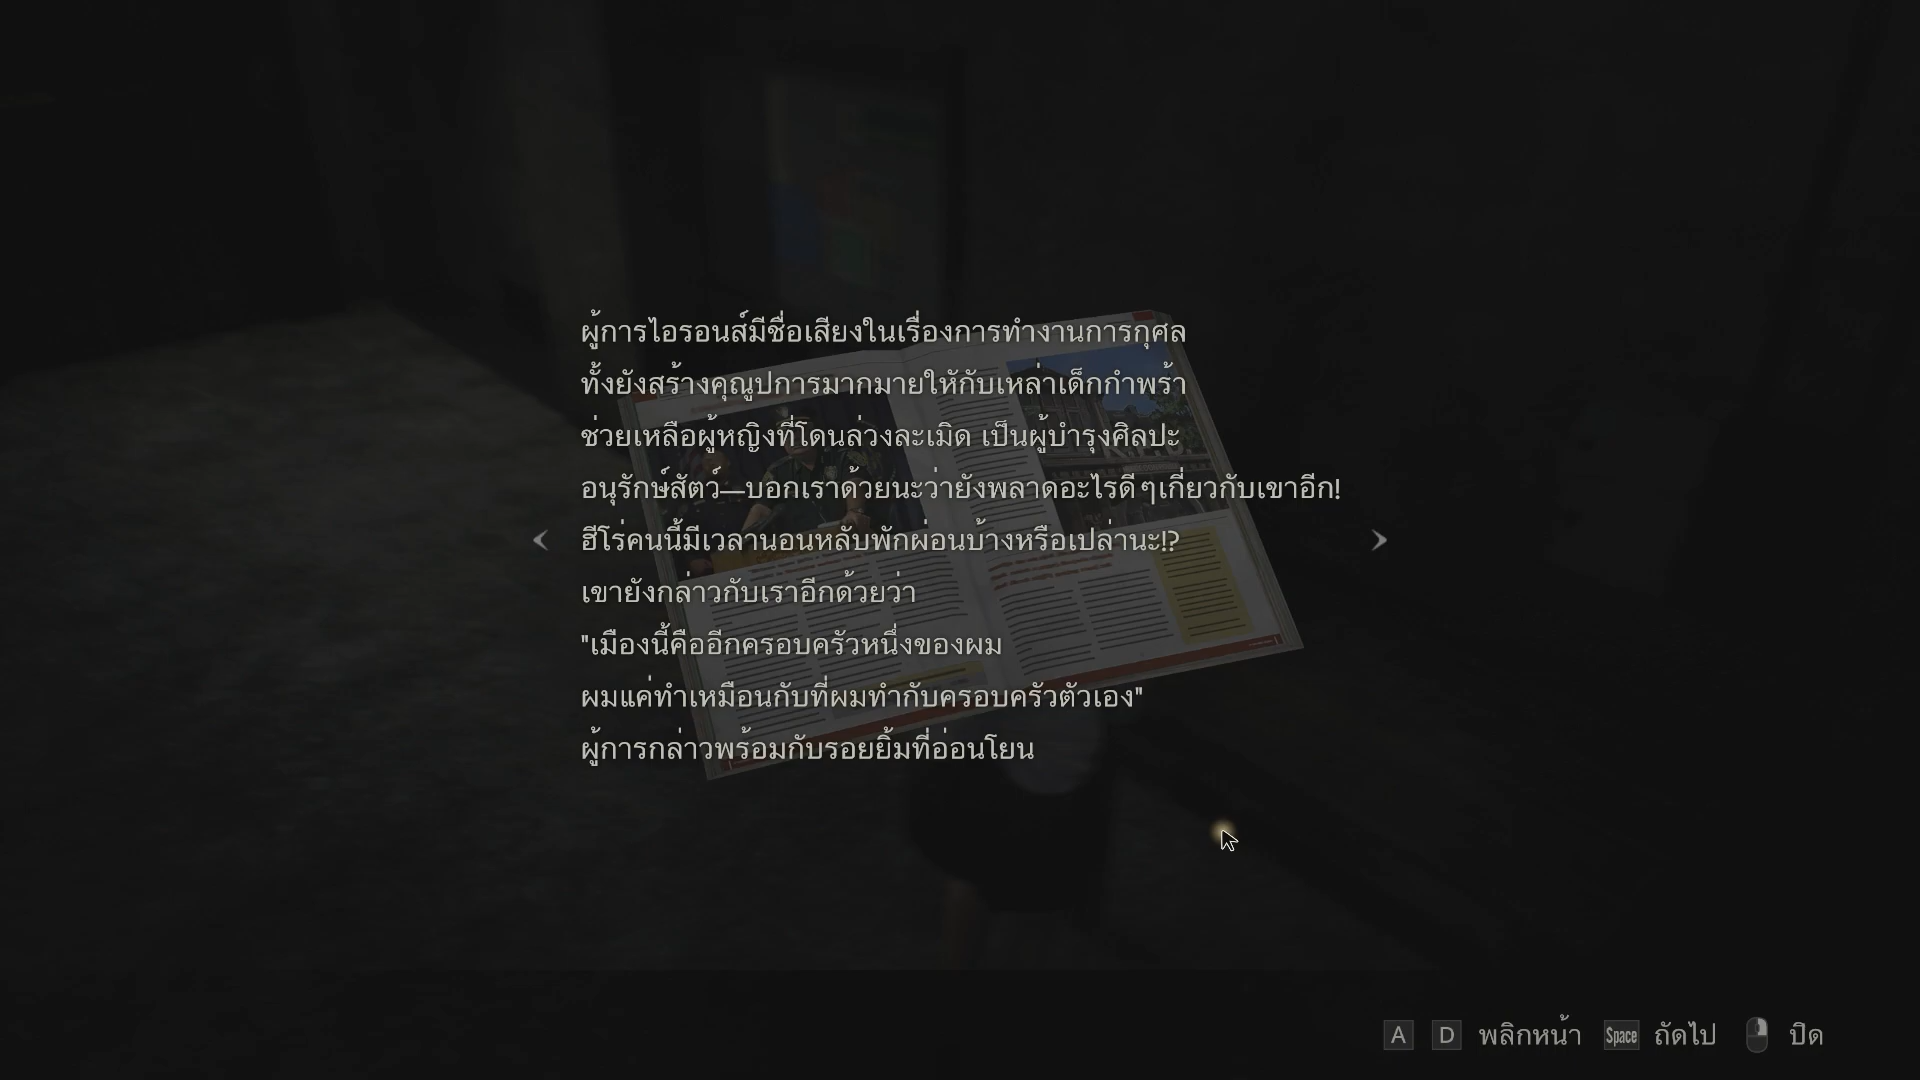 ผู้การไอรอนส์มีชื่อเสียงในเรื่องการทำงานการกุศล
ทั้งยังสร้างคุณูปการมากมายให้กับเหล่าเด็กกำพร้า
ช่วยเหลือผู้หญิงที่โดนล่วงละเมิด เป็นผู้บำรุงศิลปะ
อนุรักษ์สัตว์—บอกเราด้วยนะว่ายังพลาดอะไรดีๆเกี่ยวกับเขาอีก!
ฮีโร่คนนี้มีเวลานอนหลับพักผ่อนบ้างหรือเปล่านะ!?
เขายังกล่าวกับเราอีกด้วยว่า
"เมืองนี้คืออีกครอบครัวหนึ่งของผม
ผมแค่ทำเหมือนกับที่ผมทำกับครอบครัวตัวเอง"
ผู้การกล่าวพร้อมกับรอยยิ้มที่อ่อนโยน
A D พลิกหน้า Space ถัดไป ปิด